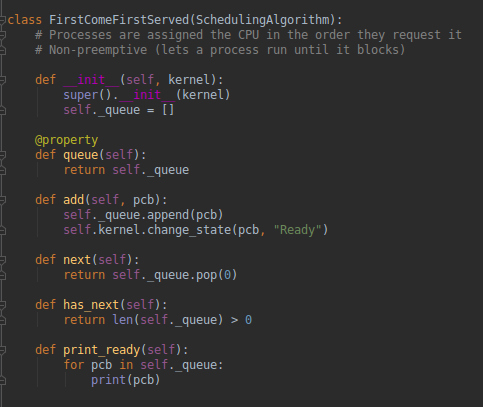 class FirstComeFirstServed(SchedulingAlgorithm):
    # Processes are assigned the CPU in the order they request it
    # Non-preemptive (lets a process run until it blocks)
    def __init__(self, kernel):
        super().__init__(kernel)
        self._queue = []
    @property
    def queue(self):
        return self._queue
    def add(self, pcb):
        self._queue.append(pcb)
        self.kernel.change_state(pcb, "Ready")
    def next(self):
        return self._queue.pop(0)
    def has_next(self):
        return len(self._queue) > 0
    def print_ready(self):
        for pcb in self._queue:
            print(pcb)